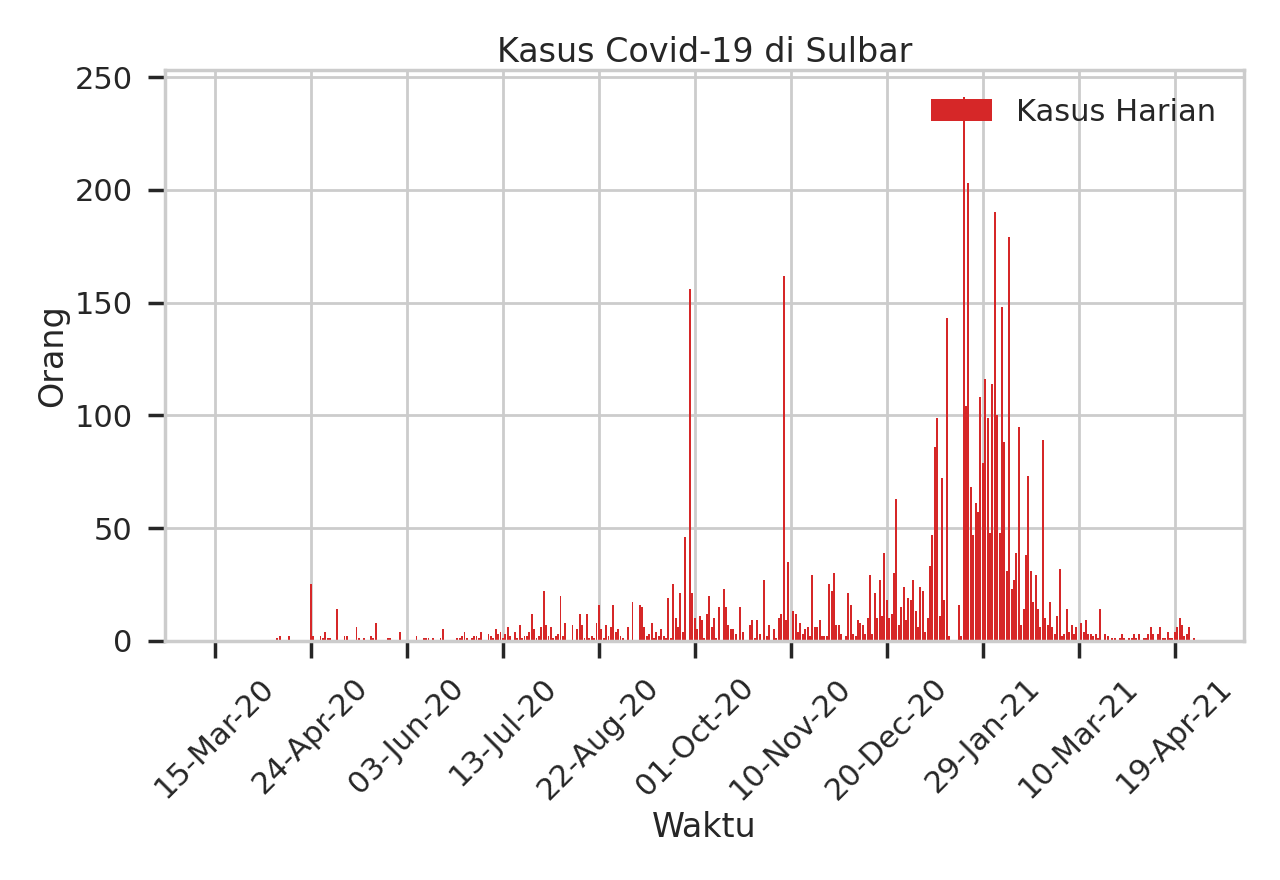 Kasus Covid-19 di Sulbar
Kasus Harian
Orang
250
200
150
100
50
0
15-Mar-20
24-Apr-20
03-Jun-20
13-Jul-20
22-Aug-20
01-Oct-20
10-Nov-20
20-Dec-20
29-Jan-21
10-Mar-21
19-Apr-21
Waktu